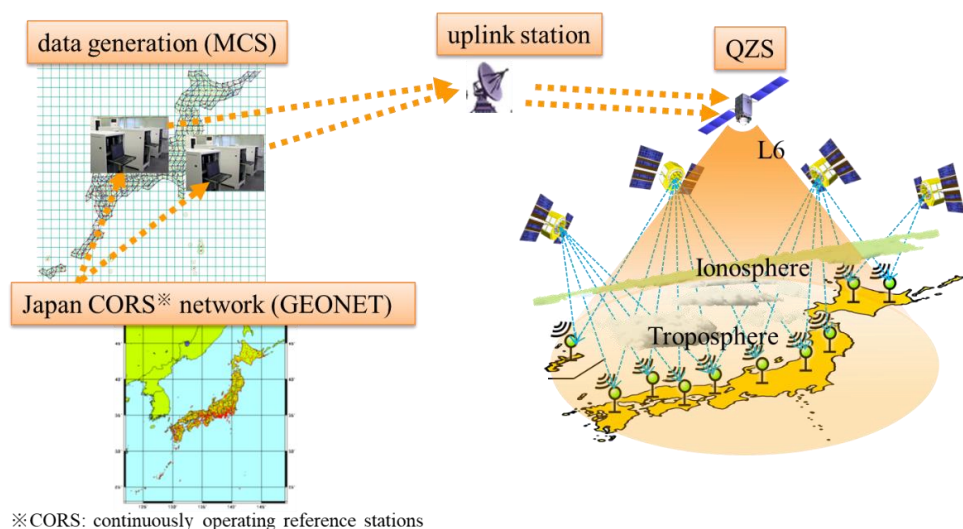 data generation (MCS)
uplink station
QZS
L6
Ionosphere
Troposphere
Japan CORS※ network (GEONET)
※CORS: continuously operating reference stations